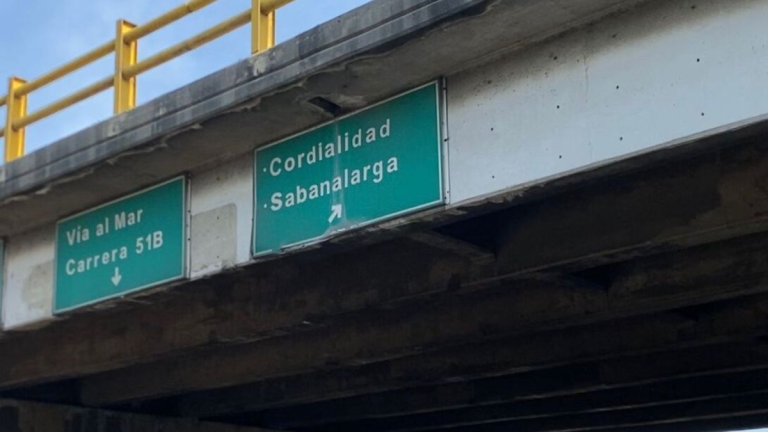 Vía al Mar
Carrera 51B
·Cordialidad
·Sabanalarga